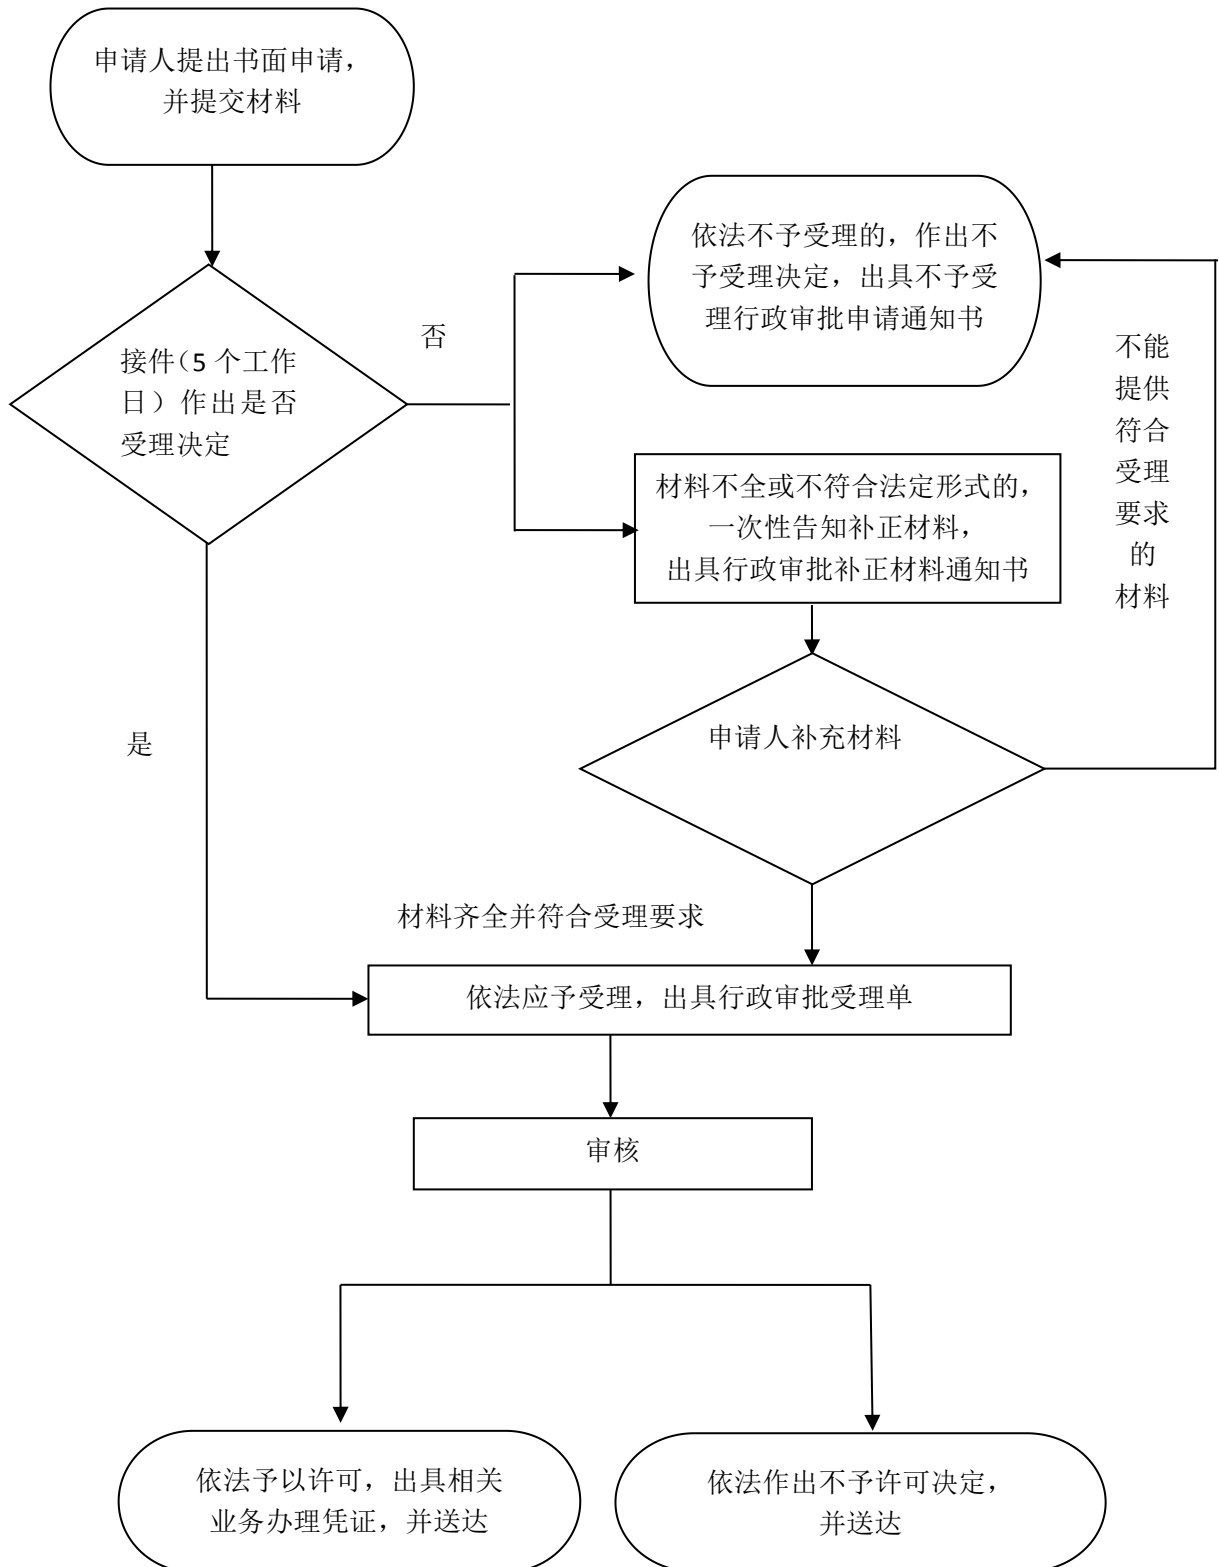 申请人提出书面申请，
并提交材料
依法不予受理的，作出不
予受理决定，出具不予受
理行政审批申请通知书
否
接件（5 个工作
日）作出是否
受理决定
不能
提供
符合
受理
要求
的
材料
材料不全或不符合法定形式的，
一次性告知补正材料，
出具行政审批补正材料通知书
是
申请人补充材料
材料齐全并符合受理要求
依法应予受理，出具行政审批受理单
审核
依法予以许可，出具相关
业务办理凭证，并送达
依法作出不予许可决定，
并送达